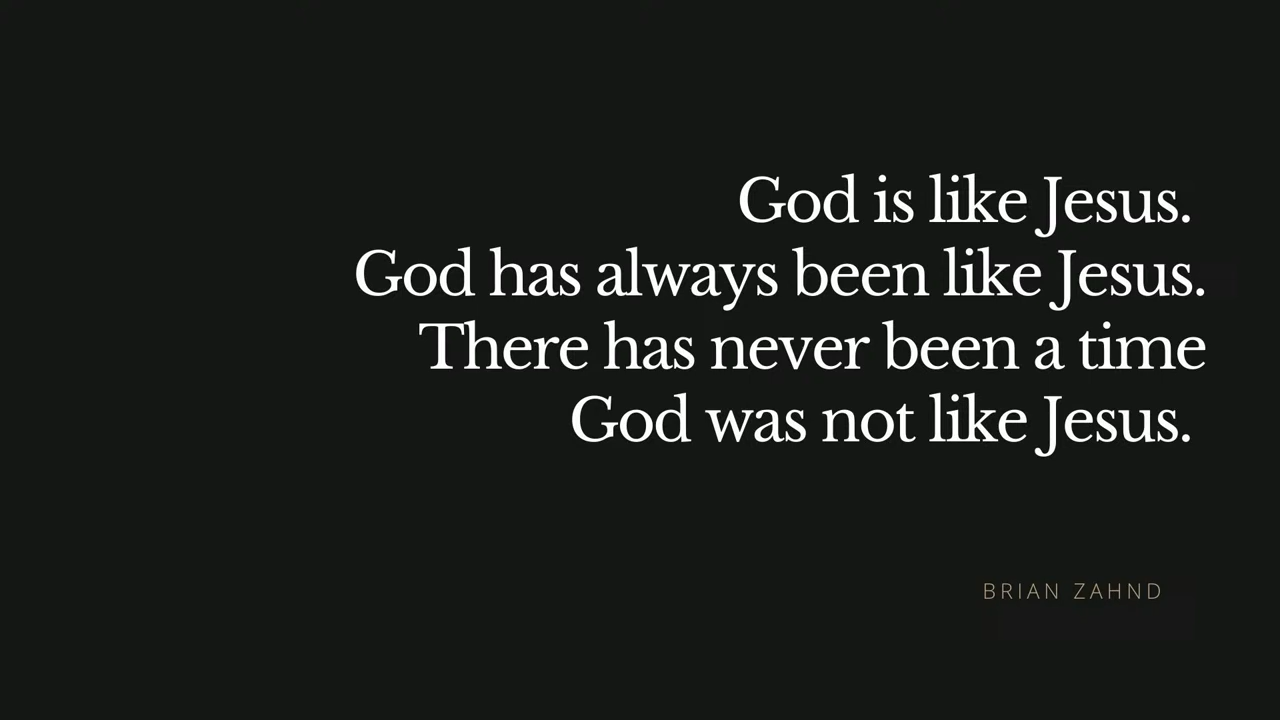 God is like Jesus.
God has always been like Jesus.
There has never been a time
God was not like Jesus.
BRIAN ZAHND